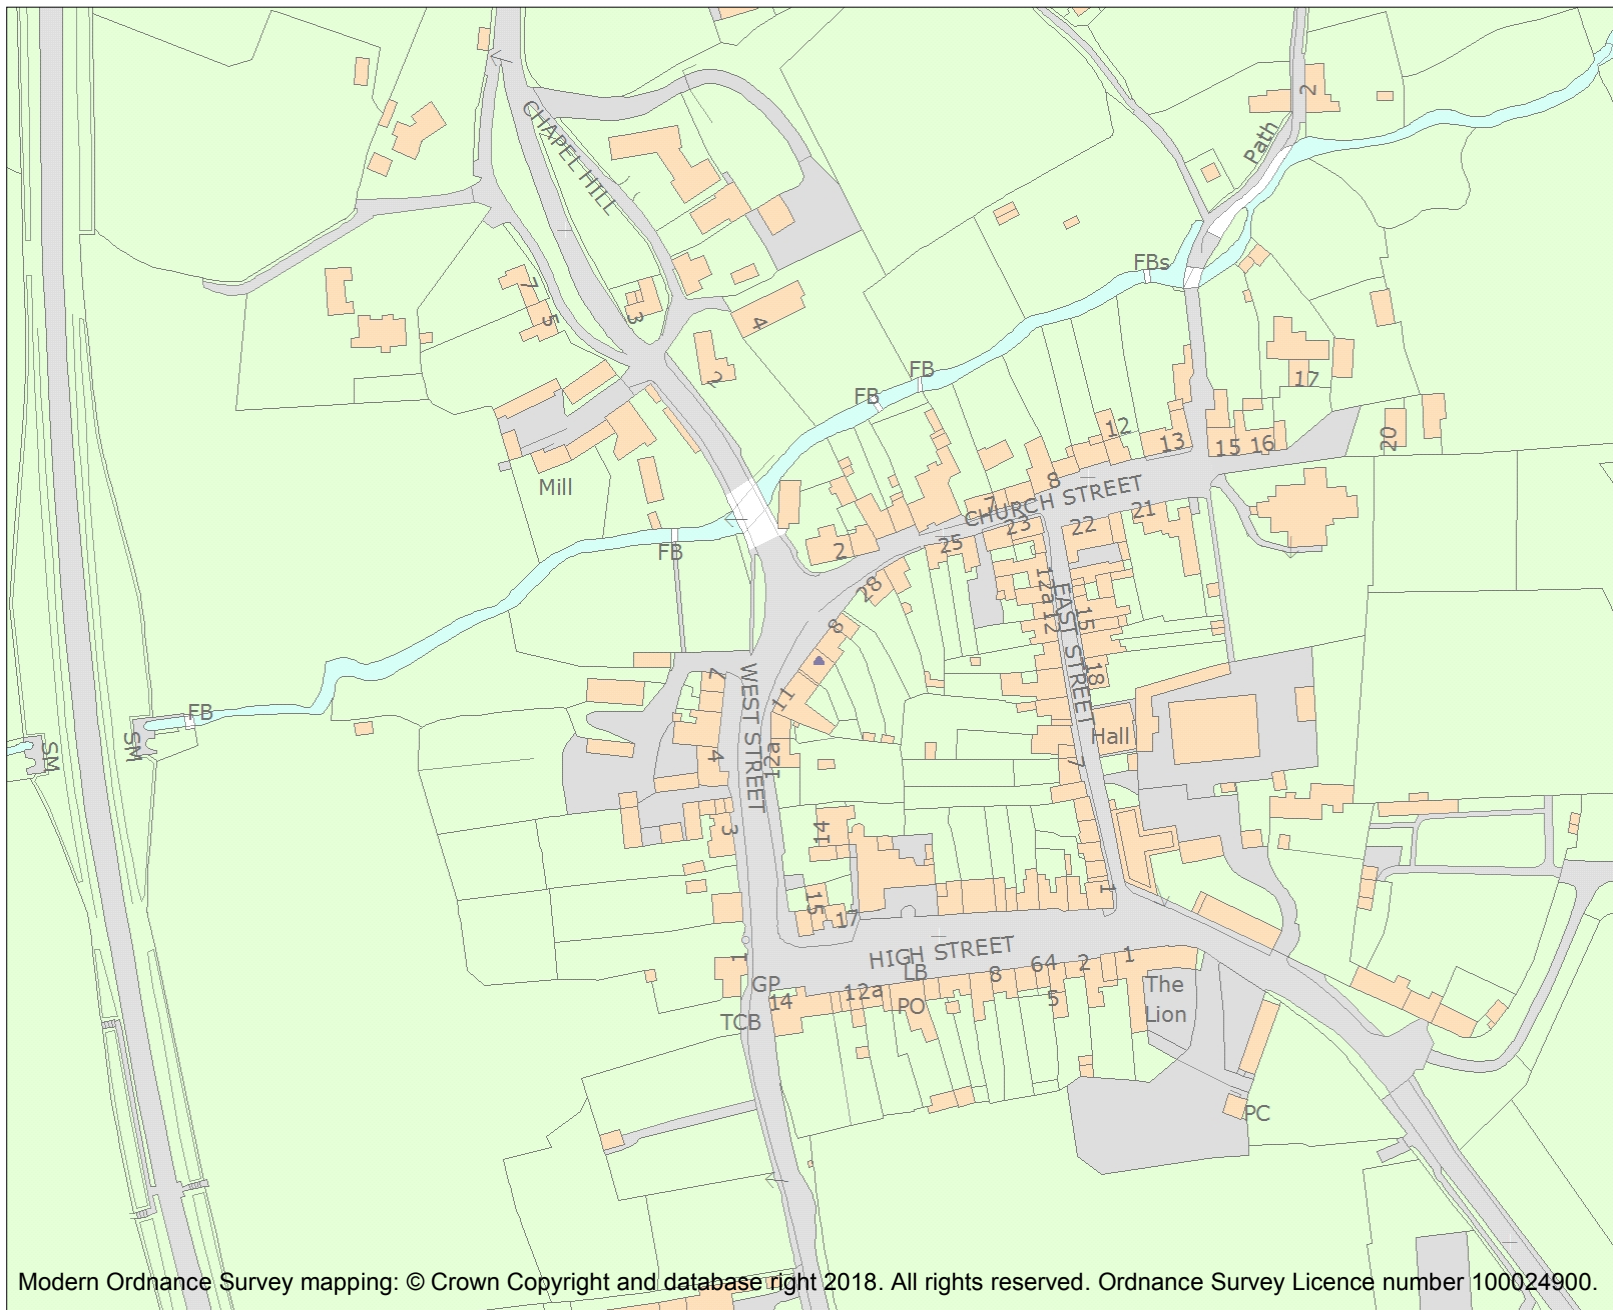 2
Path
CHAPEL HILL
FBs
7
5
3
4
2
FB
FB
17
12
13
15 16
20
Mill
8
7
CHURCH STREET
21
23
22
25
2
FB
28
12a
12
EAST STREET
15
8
18
7
WEST STREET
11
FB
SM
SM
4
12a
Hall
7
3
14
15
17
1
HIGH STREET
1
GP
14
TCB
12a
LB
PO
8
64
5
2
1
The
Lion
PC
Modern Ordnance Survey mapping: © Crown Copyright and database right 2018. All rights reserved. Ordnance Survey Licence number 100024900.